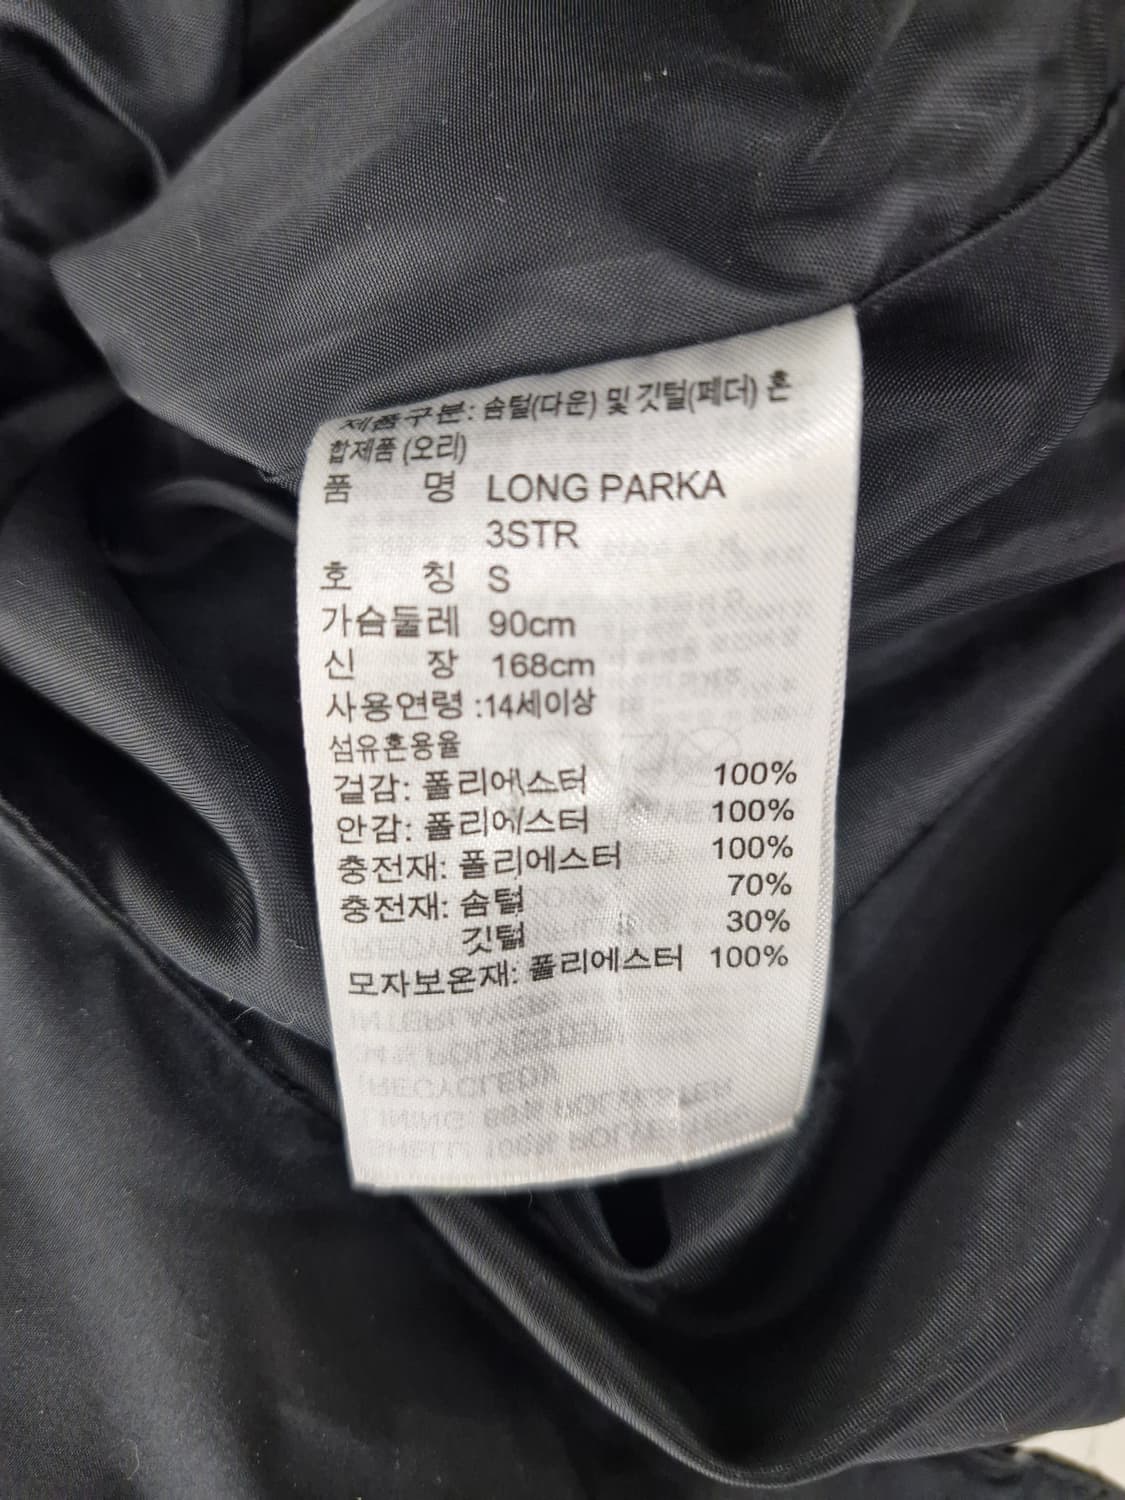 제품구분: 솜털(다운) 및 깃털(페더) 혼
합제품 (오리)
품 명 LONG PARKA
3STR
호 칭 S
가슴둘레 90cm
신 장 168cm
사용연령 :14세이상
섬유혼용율
겉감: 폴리에스터 100%
안감: 폴리에스터 100%
충전재: 폴리에스터 100%
충전재: 솜털 70%
깃털 30%
모자보온재: 폴리에스터 100%